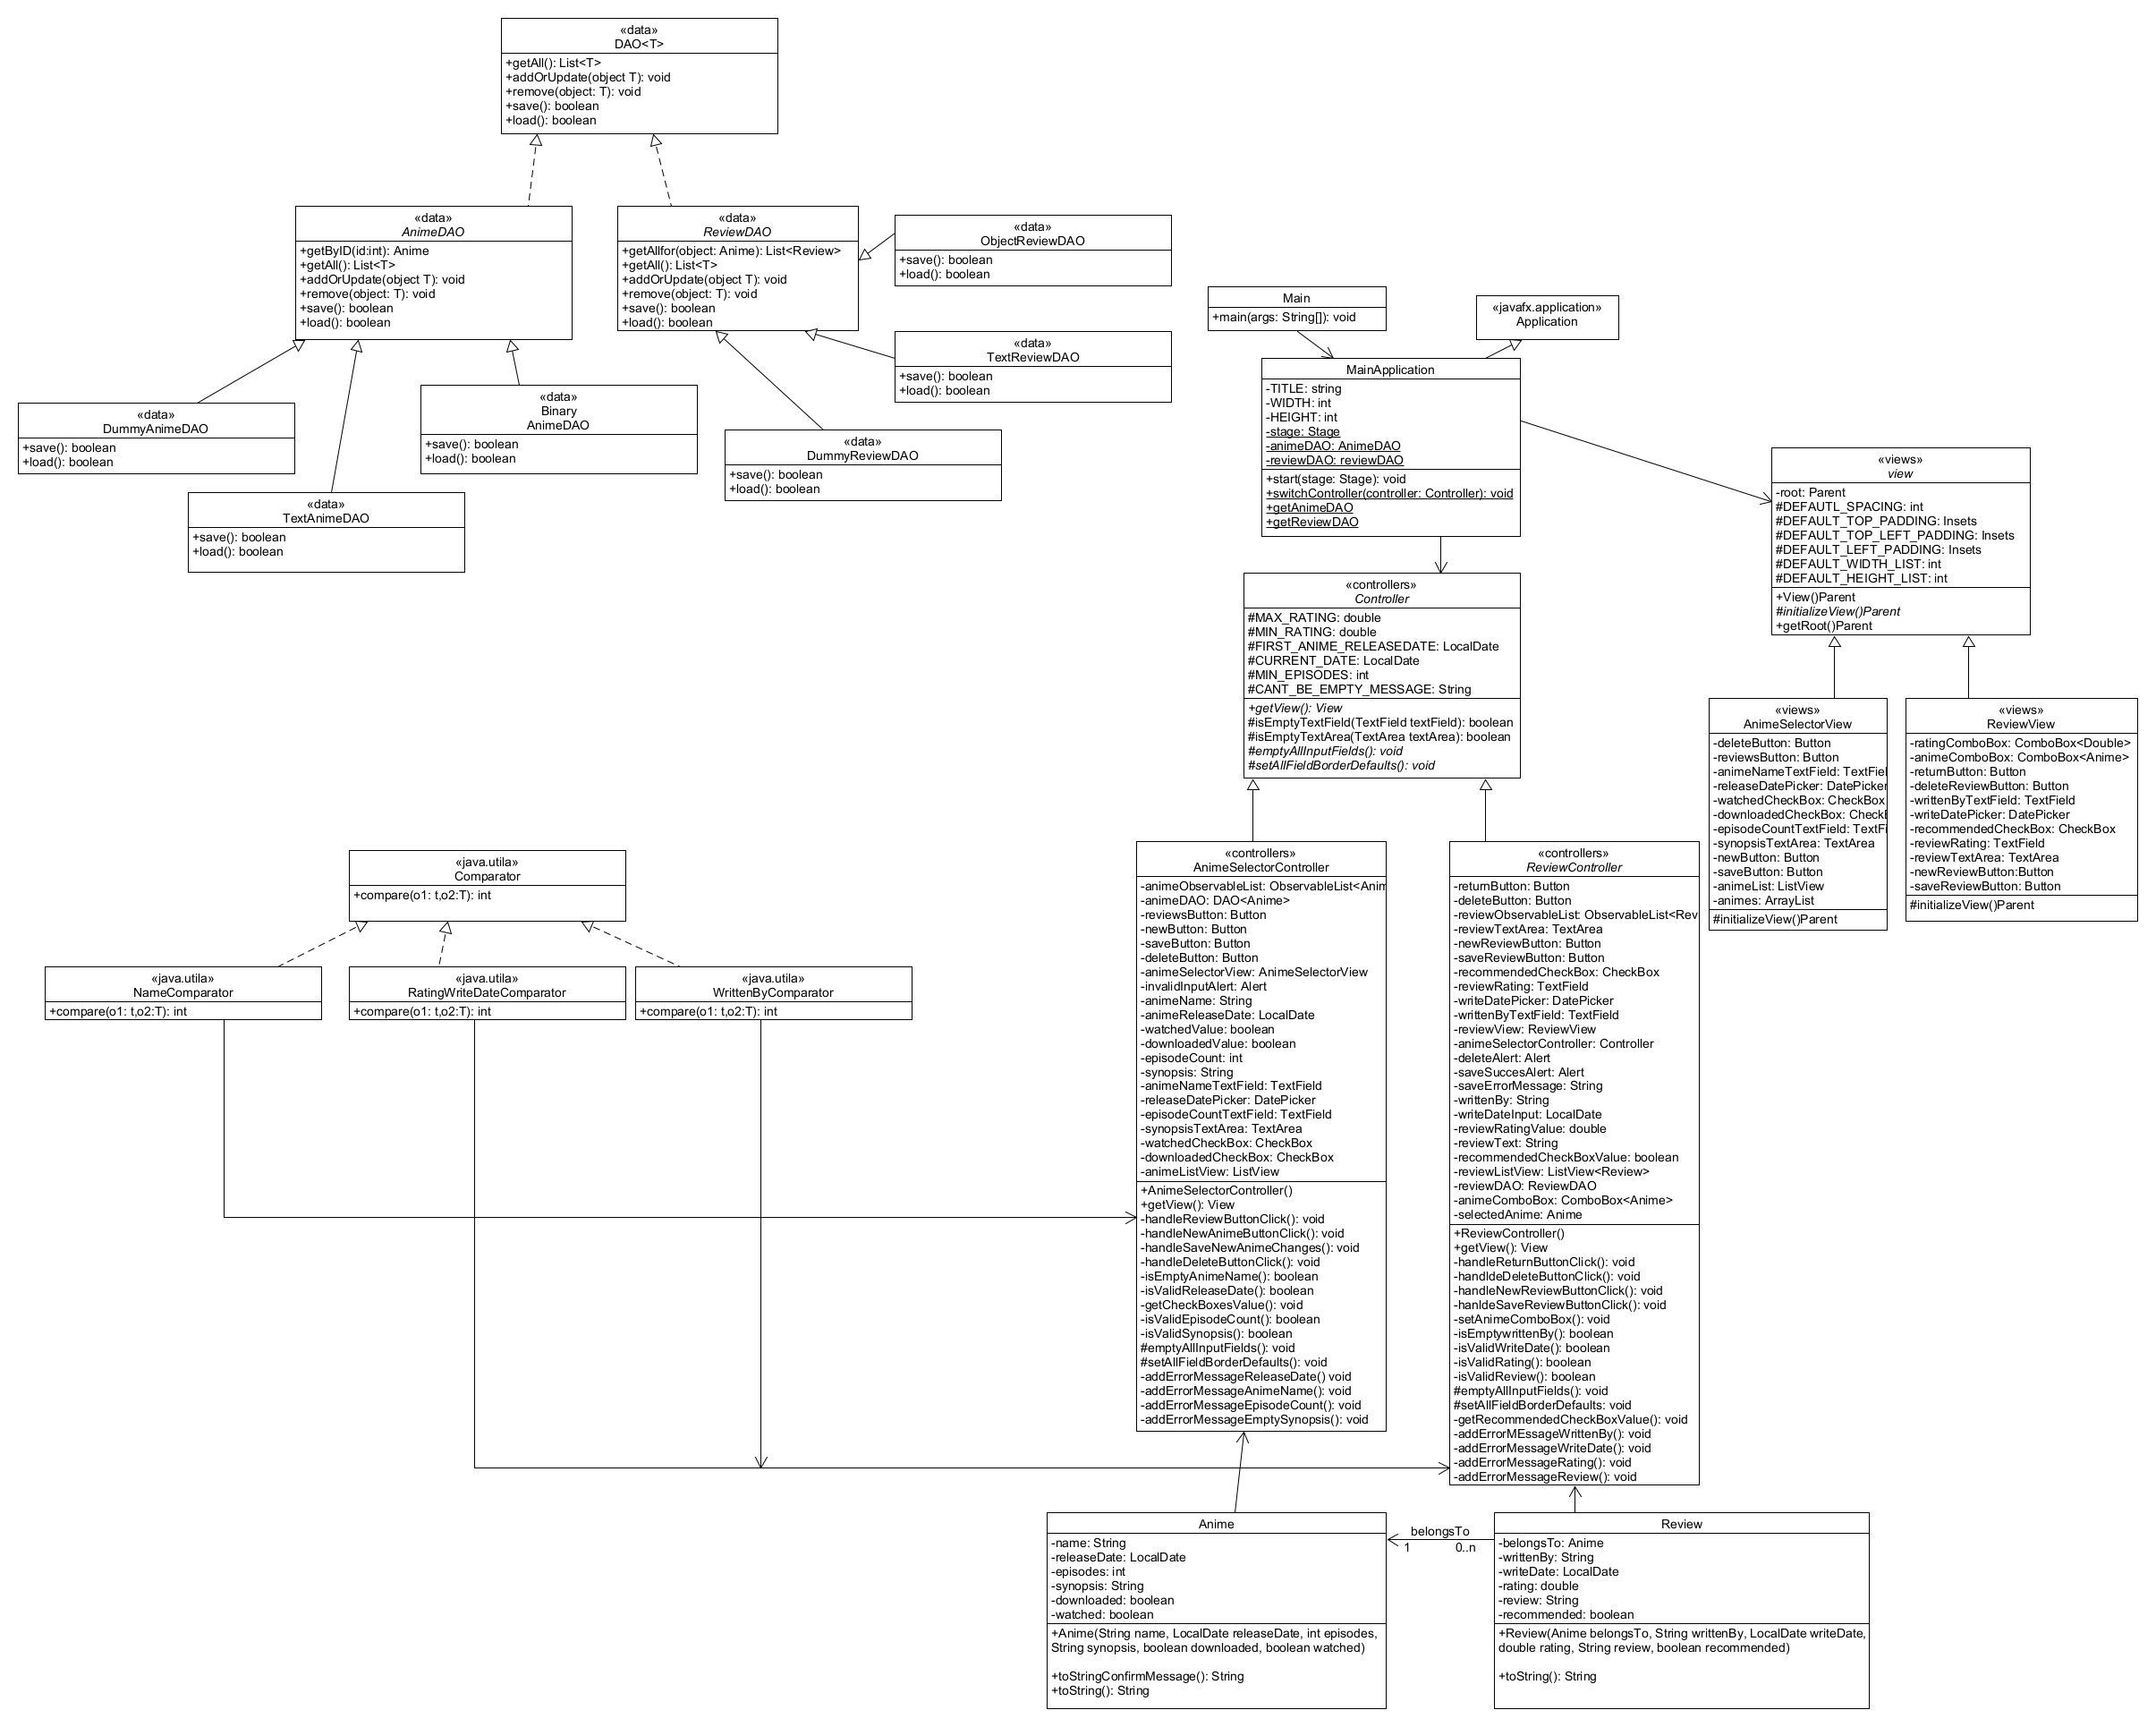 «data»
DAO<T>
+getAll(): List<T>
+addOrUpdate(object T): void
+remove(object: T): void
+save(): boolean
+load(): boolean
«data»
AnimeDAO
+getByID(id:int): Anime
+getAll(): List<T>
+addOrUpdate(object T): void
+remove(object: T): void
+save(): boolean
+load(): boolean
«data»
ReviewDAO
+getAllfor(object: Anime): List<Review>
+getAll(): List<T>
+addOrUpdate(object T): void
+remove(object: T): void
+save(): boolean
+load(): boolean
«data»
ObjectReviewDAO
+save(): boolean
+load(): boolean
«data»
TextReviewDAO
+save(): boolean
+load(): boolean
«data»
DummyReviewDAO
+save(): boolean
+load(): boolean
«data»
DummyAnimeDAO
+save(): boolean
+load(): boolean
«data»
Binary
AnimeDAO
+save(): boolean
+load(): boolean
«data»
TextAnimeDAO
+save(): boolean
+load(): boolean
Main
+main(args: String[]): void
«javafx.application»
Application
MainApplication
-TITLE: string
-WIDTH: int
-HEIGHT: int
-stage: Stage
-animeDAO: AnimeDAO
-reviewDAO: reviewDAO
+start(stage: Stage): void
+switchController(controller: Controller): void
+getAnimeDAO
+getReviewDAO
«views»
view
-root: Parent
#DEFAUTL_SPACING: int
#DEFAULT_TOP_PADDING: Insets
#DEFAULT_TOP_LEFT_PADDING: Insets
#DEFAULT_LEFT_PADDING: Insets
#DEFAULT_WIDTH_LIST: int
#DEFAULT_HEIGHT_LIST: int
+View()Parent
#initializeView()Parent
+getRoot()Parent
«controllers»
Controller
#MAX_RATING: double
#MIN_RATING: double
#FIRST_ANIME_RELEASEDATE: LocalDate
#CURRENT_DATE: LocalDate
#MIN_EPISODES: int
#CANT_BE_EMPTY_MESSAGE: String
+getView(): View
#isEmptyTextField(TextField textField): boolean
#isEmptyTextArea(TextArea textArea): boolean
#emptyAllInputFields(): void
#setAllFieldBorderDefaults(): void
«views»
AnimeSelectorView
-deleteButton: Button
-reviewsButton: Button
-animeNameTextField: TextFiel
-releaseDatePicker: DatePicker
-watchedCheckBox: CheckBox
-downloadedCheckBox: CheckB
-episodeCountTextField: TextFi
-synopsisTextArea: TextArea
-newButton: Button
-saveButton: Button
-animeList: ListView
-animes: ArrayList
#initializeView()Parent
«views»
ReviewView
-ratingComboBox: ComboBox<Double>
-animeComboBox: ComboBox<Anime>
-returnButton: Button
-deleteReviewButton: Button
-writtenByTextField: TextField
-writeDatePicker: DatePicker
-recommendedCheckBox: CheckBox
-reviewRating: TextField
-reviewTextArea: TextArea
-newReviewButton:Button
-saveReviewButton: Button
#initializeView()Parent
«java.utila»
Comparator
+compare(o1: t,o2:T): int
«java.utila»
NameComparator
+compare(o1: t,o2:T): int
«java.utila»
RatingWriteDateComparator
+compare(o1: t,o2:T): int
«java.utila»
WrittenByComparator
+compare(o1: t,o2:T): int
«controllers»
AnimeSelectorController
-animeObservableList: ObservableList<Anim
-animeDAO: DAO<Anime>
-reviewsButton: Button
-newButton: Button
-saveButton: Button
-deleteButton: Button
-animeSelectorView: AnimeSelectorView
-invalidInputAlert: Alert
-animeName: String
-animeReleaseDate: LocalDate
-watchedValue: boolean
-downloadedValue: boolean
-episodeCount: int
-synopsis: String
-animeNameTextField: TextField
-releaseDatePicker: DatePicker
-episodeCountTextField: TextField
-synopsisTextArea: TextArea
-watchedCheckBox: CheckBox
-downloadedCheckBox: CheckBox
-animeListView: ListView
+AnimeSelectorController()
+getView(): View
-handleReviewButtonClick(): void
-handleNewAnimeButtonClick(): void
-handleSaveNewAnimeChanges(): void
-handleDeleteButtonClick(): void
-isEmptyAnimeName(): boolean
-isValidReleaseDate(): boolean
-getCheckBoxesValue(): void
-isValidEpisodeCount(): boolean
-isValidSynopsis(): boolean
#emptyAllInputFields(): void
#setAllFieldBorderDefaults(): void
-addErrorMessageReleaseDate() void
-addErrorMessageAnimeName(): void
-addErrorMessageEpisodeCount(): void
-addErrorMessageEmptySynopsis(): void
«controllers»
ReviewController
-returnButton: Button
-deleteButton: Button
-reviewObservableList: ObservableList<Rev
-reviewTextArea: TextArea
-newReviewButton: Button
-saveReviewButton: Button
-recommendedCheckBox: CheckBox
-reviewRating: TextField
-writeDatePicker: DatePicker
-writtenByTextField: TextField
-reviewView: ReviewView
-animeSelectorController: Controller
-deleteAlert: Alert
-saveSuccesAlert: Alert
-saveErrorMessage: String
-writtenBy: String
-writeDateInput: LocalDate
-reviewRatingValue: double
-reviewText: String
-recommendedCheckBoxValue: boolean
-reviewListView: ListView<Review>
-reviewDAO: ReviewDAO
-animeComboBox: ComboBox<Anime>
-selectedAnime: Anime
+ReviewController()
+getView(): View
-handleReturnButtonClick(): void
-handldeDeleteButtonClick(): void
-handleNewReviewButtonClick(): void
-hanldeSaveReviewButtonClick(): void
-setAnimeComboBox(): void
-isEmptywrittenBy(): boolean
-isValidWriteDate(): boolean
-isValidRating(): boolean
-isValidReview(): boolean
#emptyAllInputFields(): void
#setAllFieldBorderDefaults: void
-getRecommendedCheckBoxValue(): void
-addErrorMEssageWrittenBy(): void
-addErrorMessageWriteDate(): void
-addErrorMessageRating(): void
-addErrorMessageReview(): void
Anime
-name: String
-releaseDate: LocalDate
-episodes: int
-synopsis: String
-downloaded: boolean
-watched: boolean
+Anime(String name, LocalDate releaseDate, int episodes,
String synopsis, boolean downloaded, boolean watched)
+toStringConfirmMessage(): String
+toString(): String
belongsTo
1 0..n
Review
-belongsTo: Anime
-writtenBy: String
-writeDate: LocalDate
-rating: double
-review: String
-recommended: boolean
+Review(Anime belongsTo, String writtenBy, LocalDate writeDate,
double rating, String review, boolean recommended)
+toString(): String